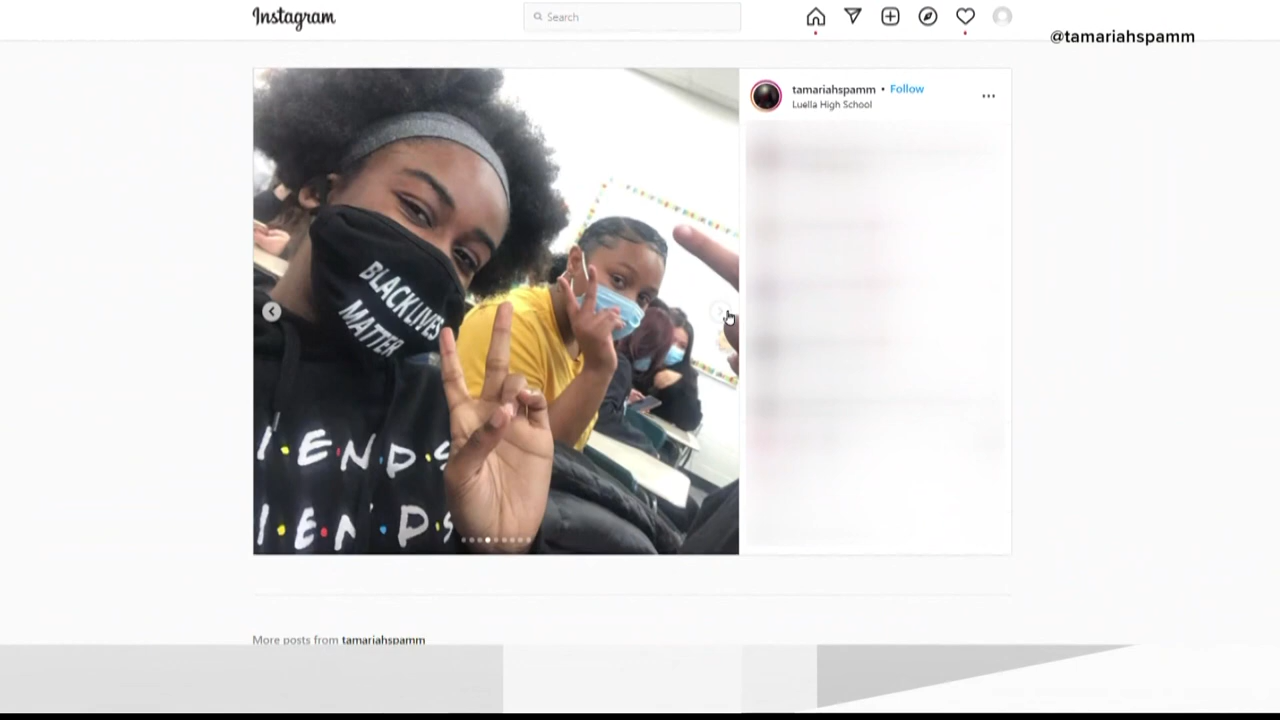 Instagram
Search
@tamariahspamm
tamariahspamm • Follow
Luella High School
BLACK LIVES
MATTER
I•E•N•D•S
I•E•N•D•S
More posts from tamariahspamm